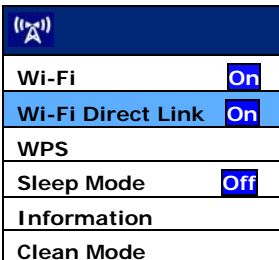 Wi-Fi On
Wi-Fi Direct Link On
WPS
Sleep Mode Off
Information
Clean Mode